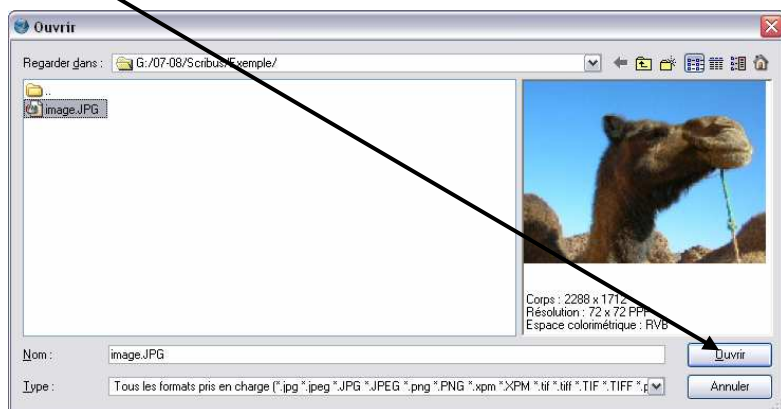 Ouvrir
Regarder dans : G:/07-08/Scribus/Exemple/
..
image.JPG
Corps : 2288 x 1712
Résolution : 72 x 72 PPP
Espace colorimétrique : RVB
Nom : image.JPG Ouvrir
Type : Tous les formats pris en charge (*.jpg *.jpeg *.JPG *.JPEG *.png *.PNG *.xpm *.XPM *.tif *.tiff *.TIF *.TIFF *.p Annuler